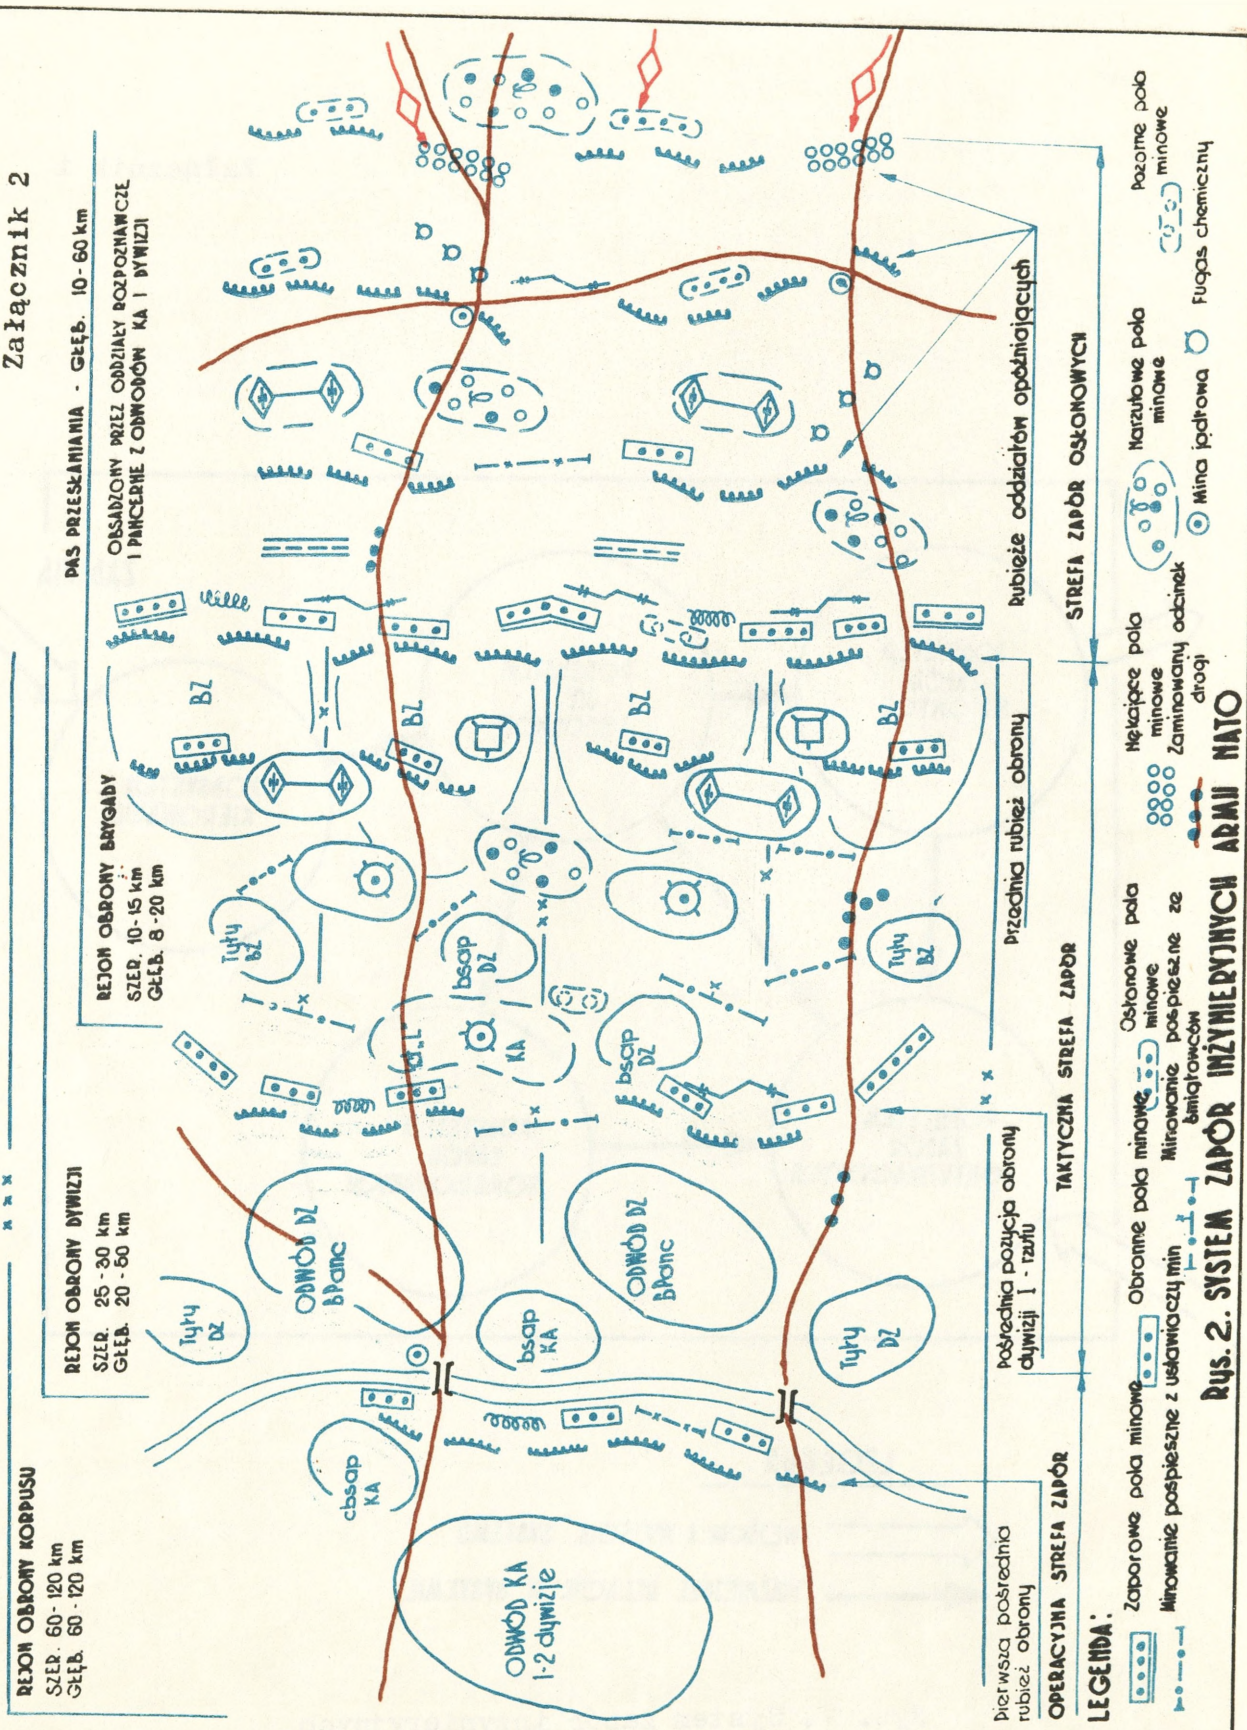 Załącznik 2
REJON OBRONY KORPUSU
SZER. 60-120 km
GŁĘB. 60-120 km
x x x
REJON OBRONY DYWIZJI
SZER. 25-30 km
GŁĘB. 20-50 km
REJON OBRONY BRYGADY
SZER. 10-15 km
GŁĘB. 8-20 km
PAS PRZESŁANIANIA - GŁĘB. 10-60 km
OBSADZONY PRZEZ ODDZIAŁY ROZPOZNAWCZE
I PANCERNE Z ODWODÓW KA I DYWIZJI
cbsap
KA
ODWÓD KA
1-2 dywizje
Tyły
DZ
ODWÓD DZ
BPanc
bsap
KA
ODWÓD DZ
BPanc
Tyły
DZ
Tyły
BZ
bsap
DZ
"L"
KA
bsap
DZ
Tyły
BZ
BZ
BZ
BZ
BZ
Pierwsza pośrednia
rubież obrony
Pośrednia pozycja obrony
dywizji I - rzutu
x x
Przednia rubież obrony
Rubieże oddziałów opóźniających
OPERACYJNA STREFA ZAPÓR
TAKTYCZNA STREFA ZAPÓR
STREFA ZAPÓR OSŁONOWYCH
LEGENDA:
Zaporowe pola minowe
Obronne pola minowe
Osłonowe pola
minowe
Nękające pola
minowe
Narzutowe pola
minowe
Pozorne pola
minowe
Minowanie pośpieszne z ustawiaczy min
Minowanie pośpieszne ze
śmigłowców
Zaminowany odcinek
drogi
Mina jądrowa
Fugas chemiczny
Rys. 2. SYSTEM ZAPÓR INŻYNIERYJNYCH ARMII NATO